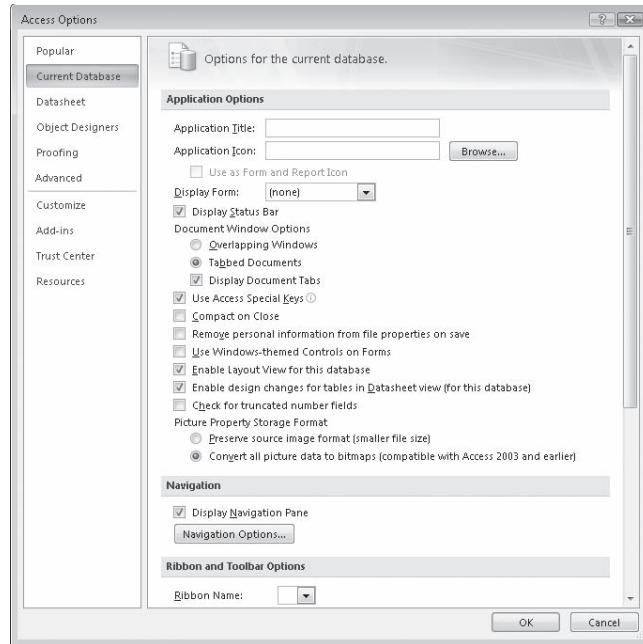 Access Options
Popular
Current Database
Datasheet
Object Designers
Proofing
Advanced
Customize
Add-ins
Trust Center
Resources
Options for the current database.
Application Options
Application Title:
Application Icon:
Browse...
Use as Form and Report Icon
Display Form: (none)
Display Status Bar
Document Window Options
Overlapping Windows
Tabbed Documents
Display Document Tabs
Use Access Special Keys
Compact on Close
Remove personal information from file properties on save
Use Windows-themed Controls on Forms
Enable Layout View for this database
Enable design changes for tables in Datasheet view (for this database)
Check for truncated number fields
Picture Property Storage Format
Preserve source image format (smaller file size)
Convert all picture data to bitmaps (compatible with Access 2003 and earlier)
Navigation
Display Navigation Pane
Navigation Options...
Ribbon and Toolbar Options
Ribbon Name:
OK Cancel